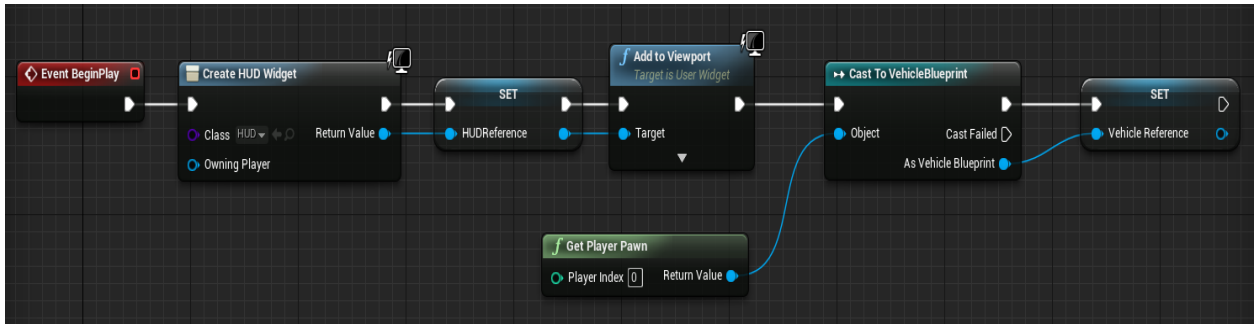 Event BeginPlay
Create HUD Widget
Class HUD
Return Value
Owning Player
SET
HUDReference
f Add to Viewport
Target is User Widget
Target
Cast To VehicleBlueprint
Object
Cast Failed
As Vehicle Blueprint
SET
Vehicle Reference
f Get Player Pawn
Player Index 0
Return Value